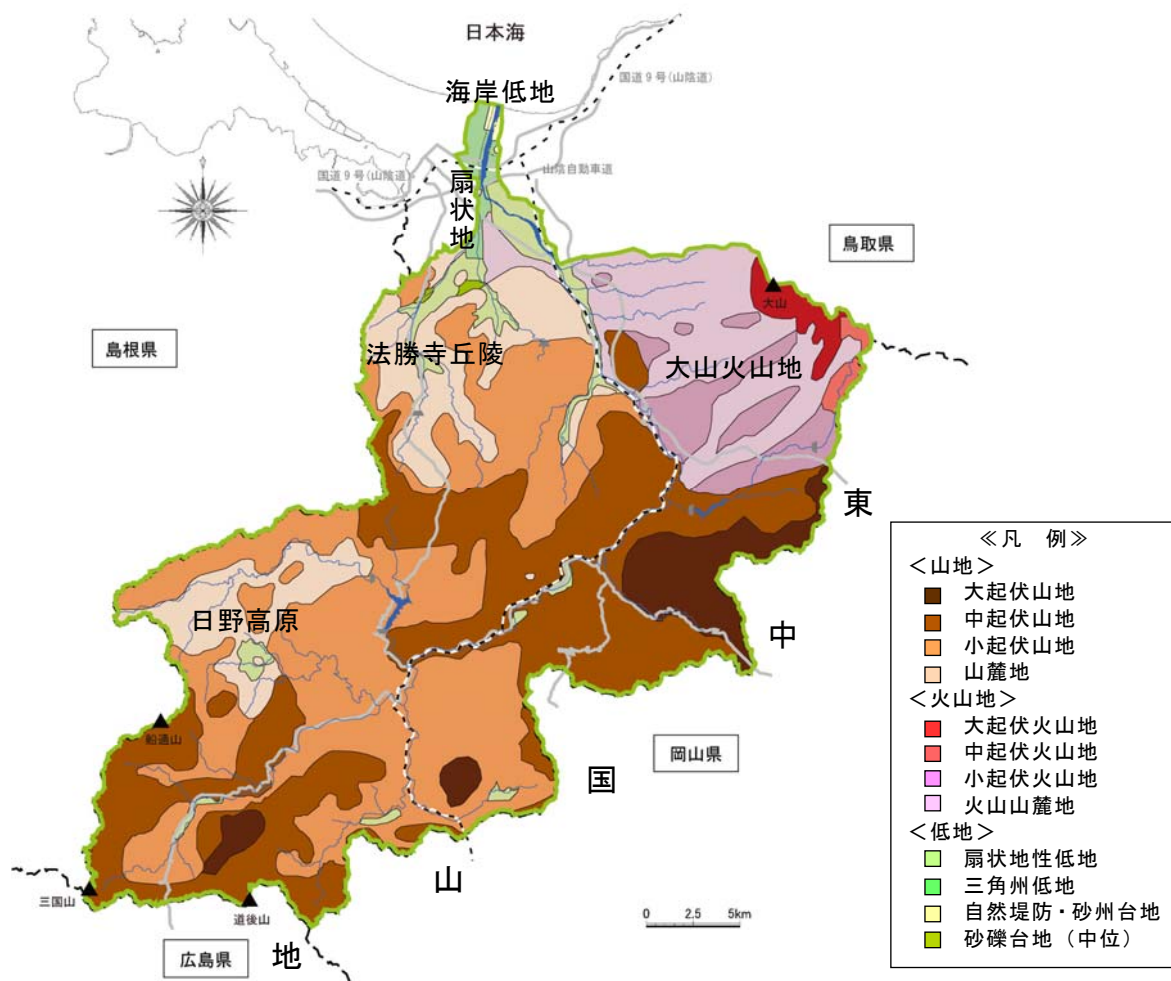 日本海
国道9号(山陰道)
海岸低地
国道9号(山陰道)
山陰自動車道
扇状地
鳥取県
大山
島根県
法勝寺丘陵
大山火山地
東
中
国
山
地
日野高原
船通山
岡山県
三国山
道後山
広島県
0 2.5 5km
≪凡 例≫
＜山地＞
大起伏山地
中起伏山地
小起伏山地
山麓地
＜火山地＞
大起伏火山地
中起伏火山地
小起伏火山地
火山山麓地
＜低地＞
扇状地性低地
三角州低地
自然堤防・砂州台地
砂礫台地（中位）